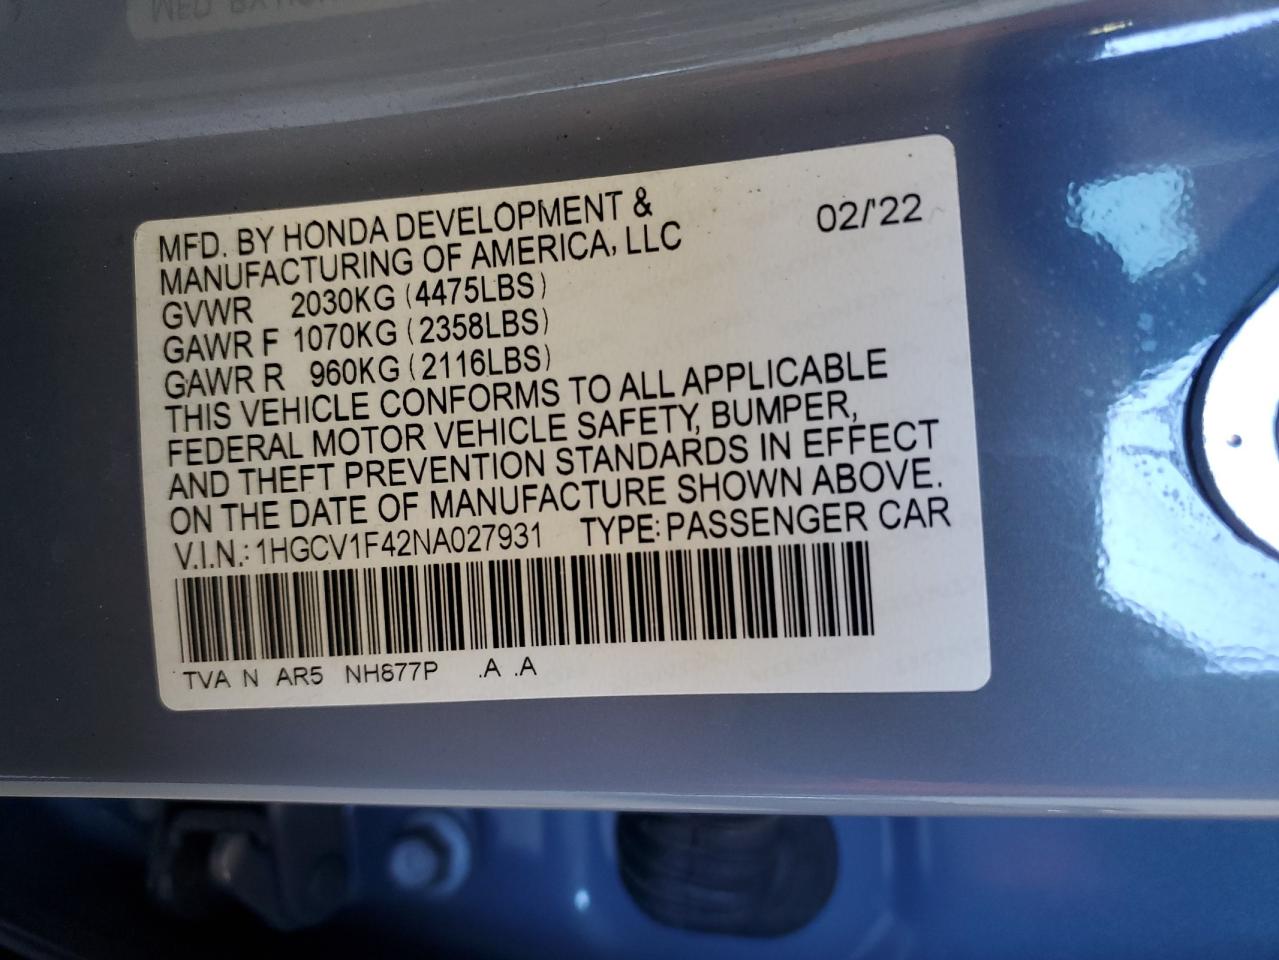 MFD. BY HONDA DEVELOPMENT &
MANUFACTURING OF AMERICA, LLC 02/'22
GVWR 2030KG (4475LBS)
GAWR F 1070KG (2358LBS)
GAWR R 960KG (2116LBS)
THIS VEHICLE CONFORMS TO ALL APPLICABLE
FEDERAL MOTOR VEHICLE SAFETY, BUMPER,
AND THEFT PREVENTION STANDARDS IN EFFECT
ON THE DATE OF MANUFACTURE SHOWN ABOVE.
V.I.N.: 1HGCV1F42NA027931 TYPE: PASSENGER CAR
TVA N AR5 NH877P .A .A